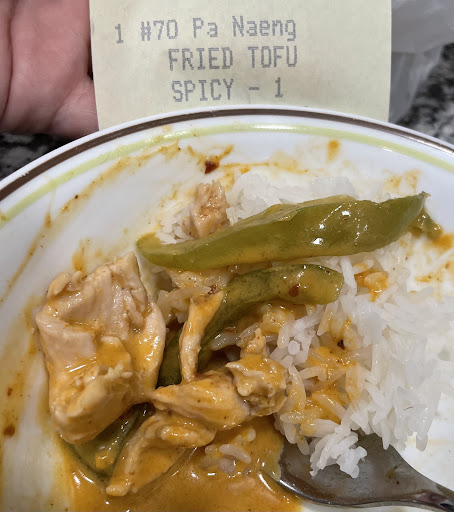 1 #70 Pa Naeng
FRIED TOFU
SPICY - 1